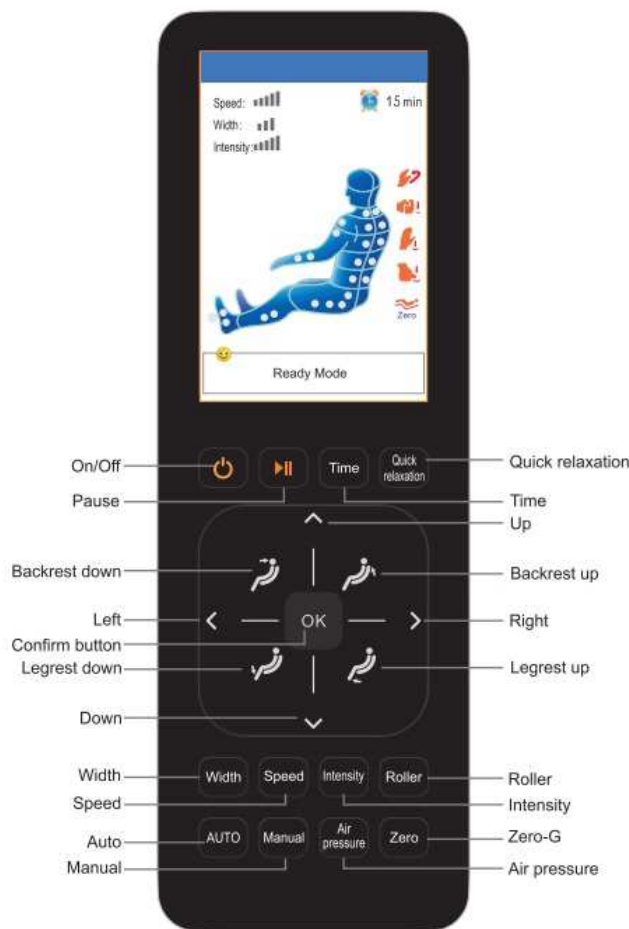 Speed:
15 min
Width:
Intensity:
Zero
Ready Mode
On/Off
Time
Quick
relaxation
Quick relaxation
Pause
Time
Up
Backrest down
Backrest up
Left
OK
Right
Confirm button
Legrest down
Legrest up
Down
Width
Width
Speed
Intensity
Roller
Roller
Speed
Intensity
Auto
AUTO
Manual
Air
pressure
Zero
Zero-G
Manual
Air pressure